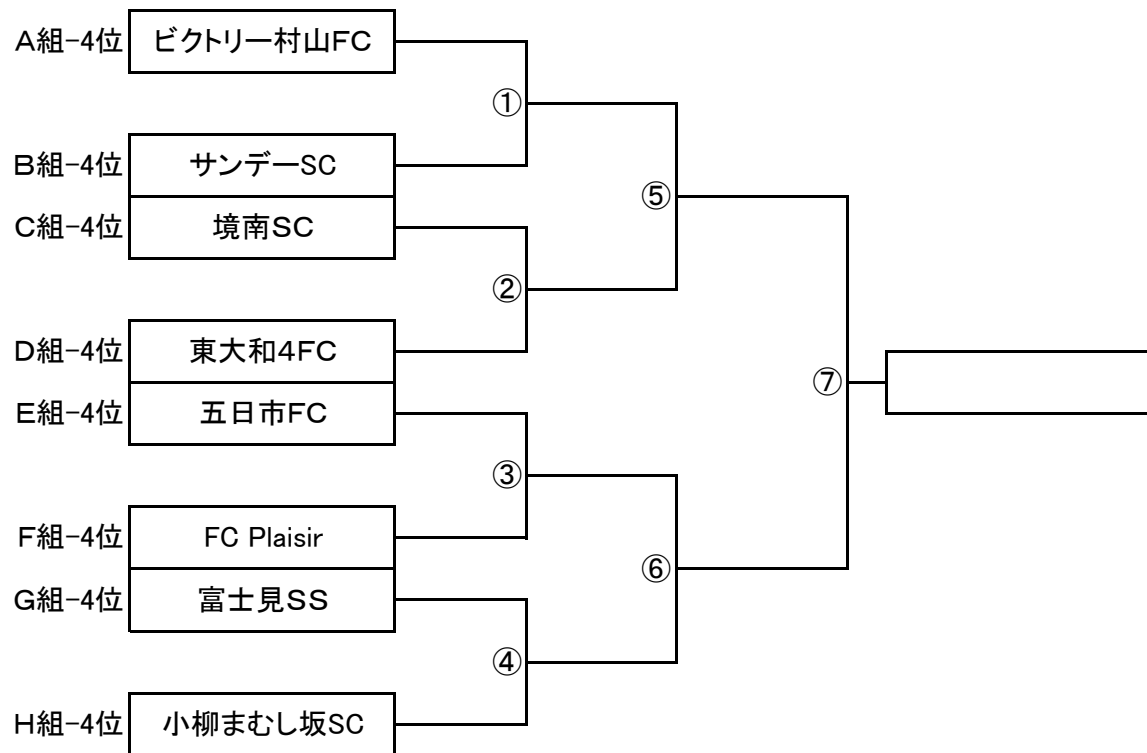 A組-4位 ビクトリー村山FC
①
B組-4位 サンデーSC
⑤
C組-4位 境南SC
②
D組-4位 東大和4FC
⑦
E組-4位 五日市FC
③
F組-4位 FC Plaisir
⑥
G組-4位 富士見SS
④
H組-4位 小柳まむし坂SC